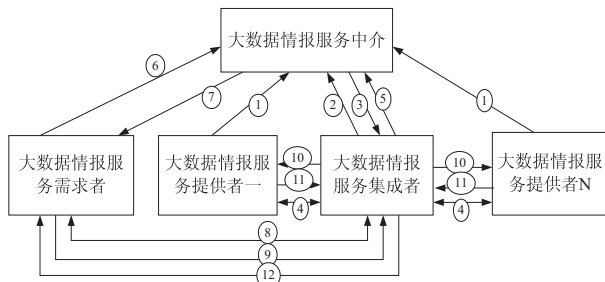 大数据情报服务中介
6
7
1
2
3
5
1
大数据情报服
务需求者
大数据情报服
务提供者一
10
11
4
大数据情报
服务集成者
10
11
4
大数据情报服
务提供者N
8
9
12